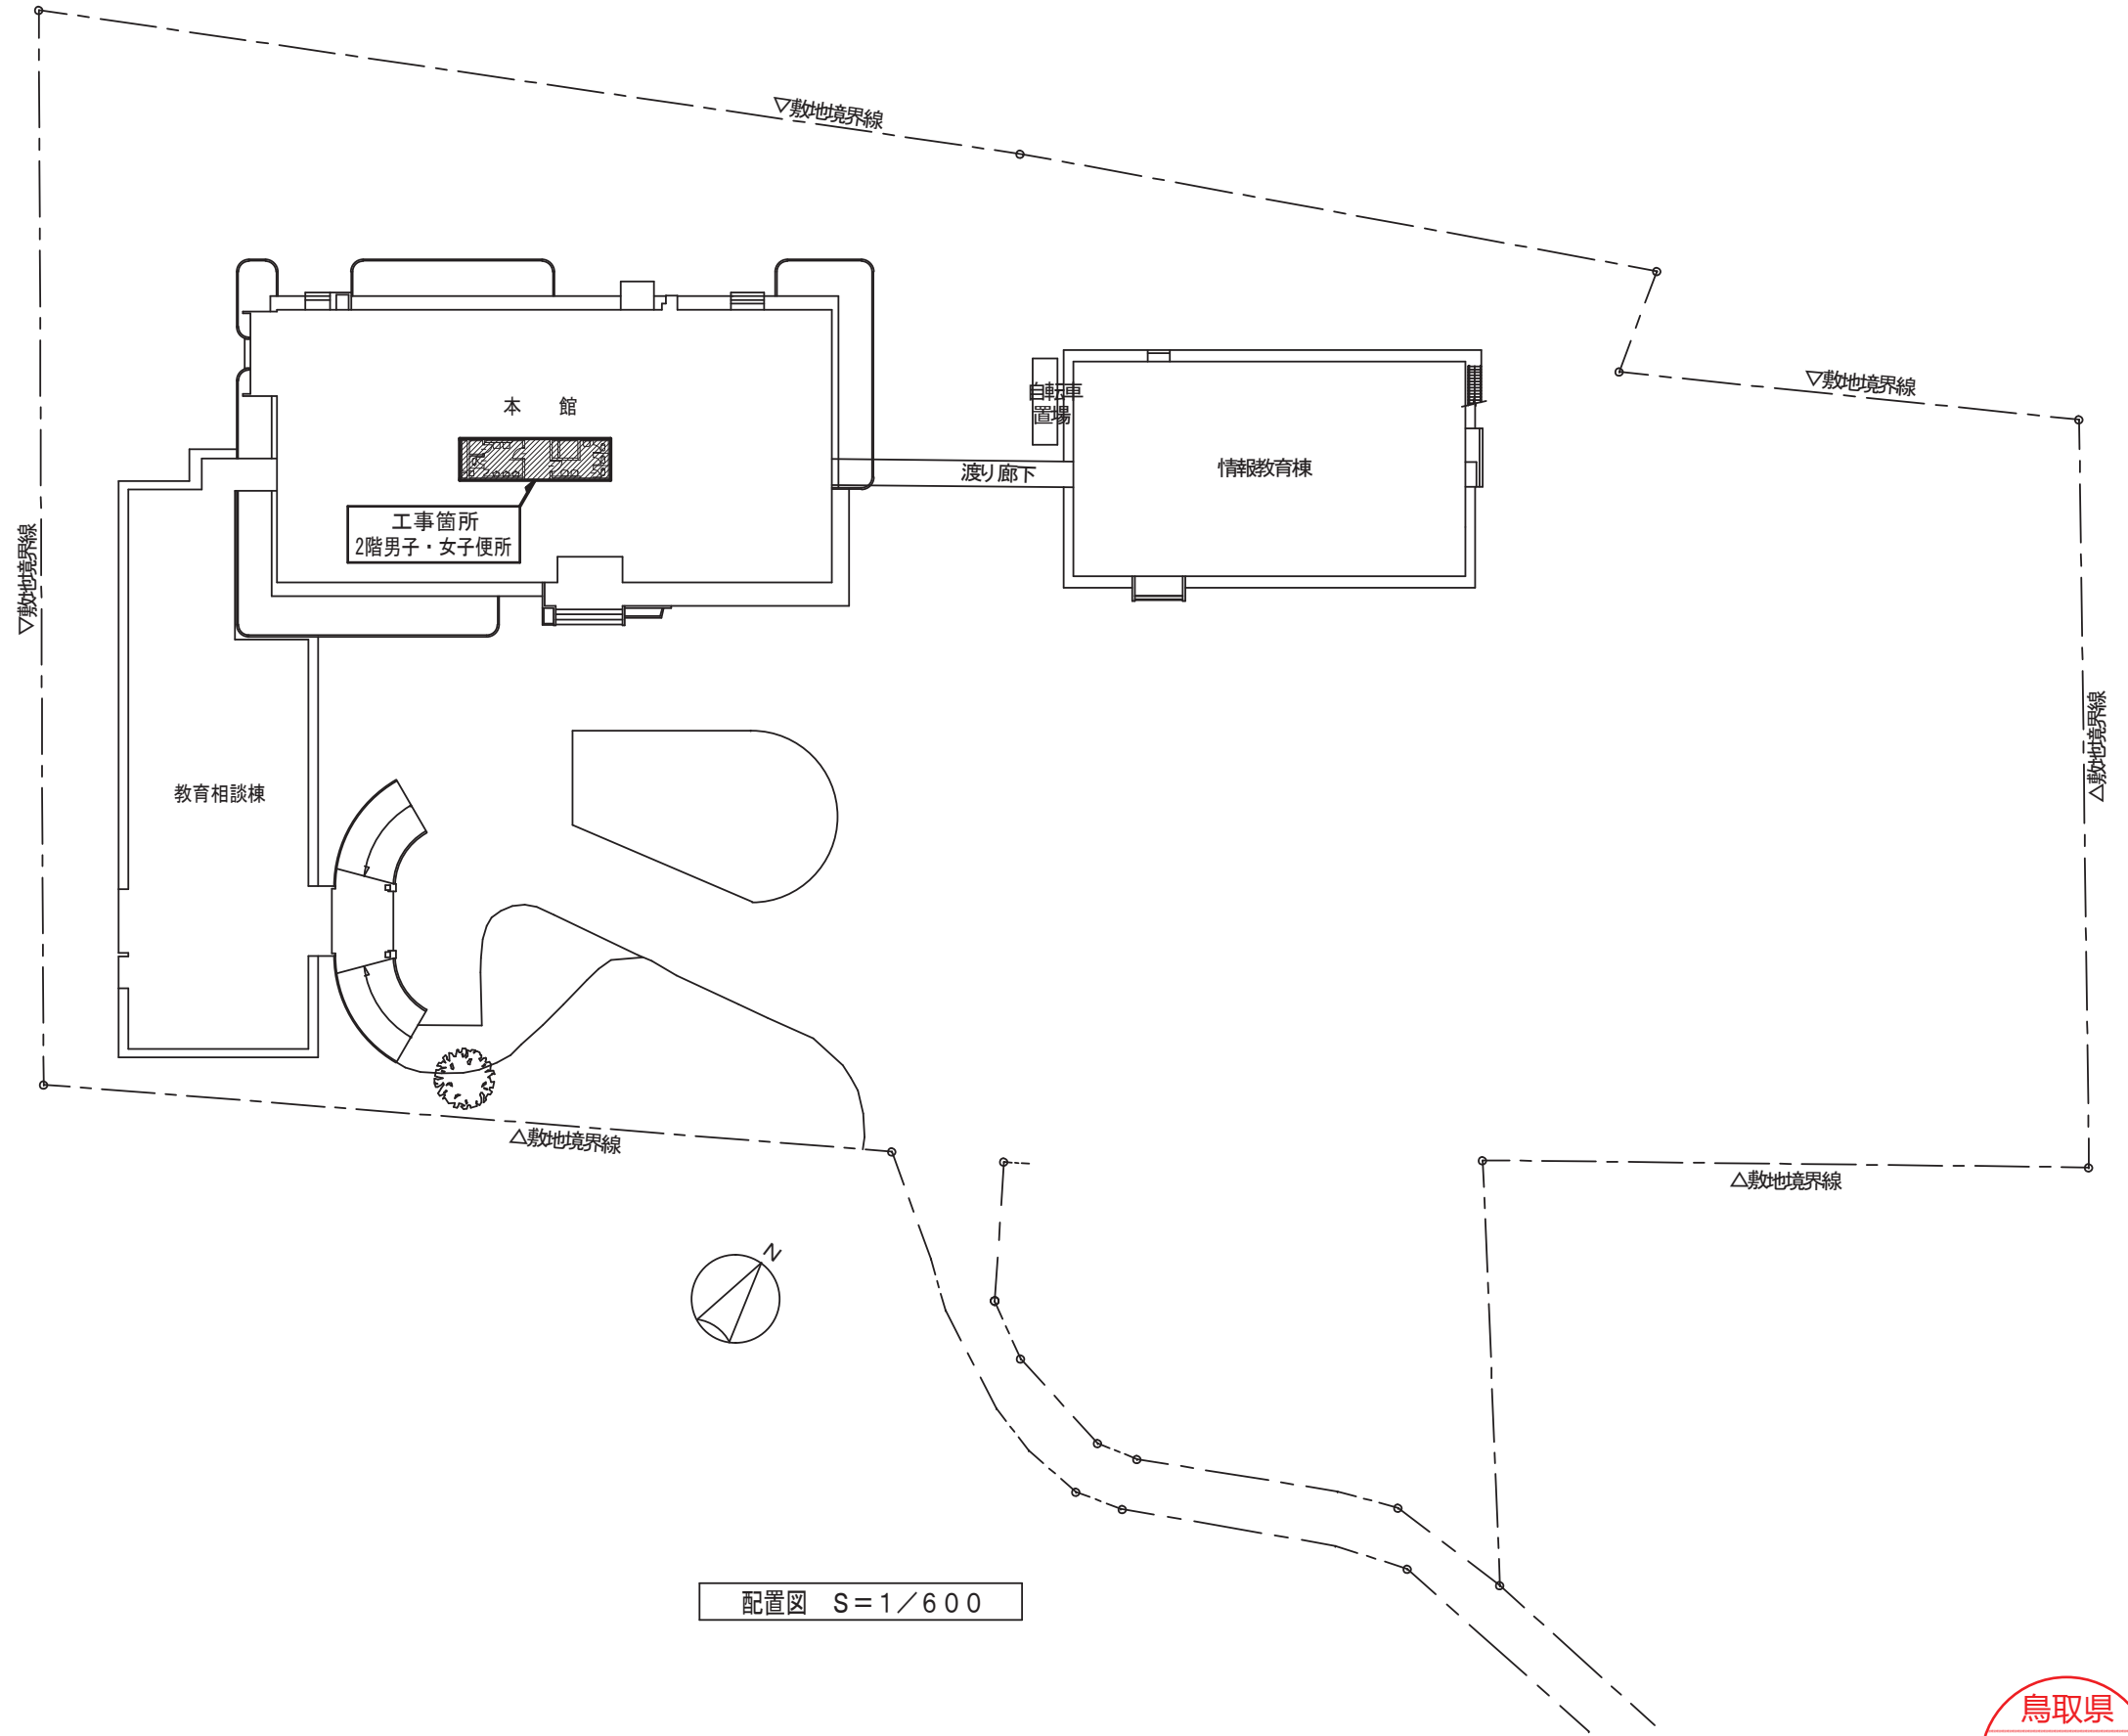 ▽敷地境界線
▽敷地境界線
自転車
置場
本　館
渡り廊下
情報教育棟
工事箇所
2階男子・女子便所
▽敷地境界線
△敷地境界線
教育相談棟
△敷地境界線
△敷地境界線
N
配置図　S＝1／600
鳥取県